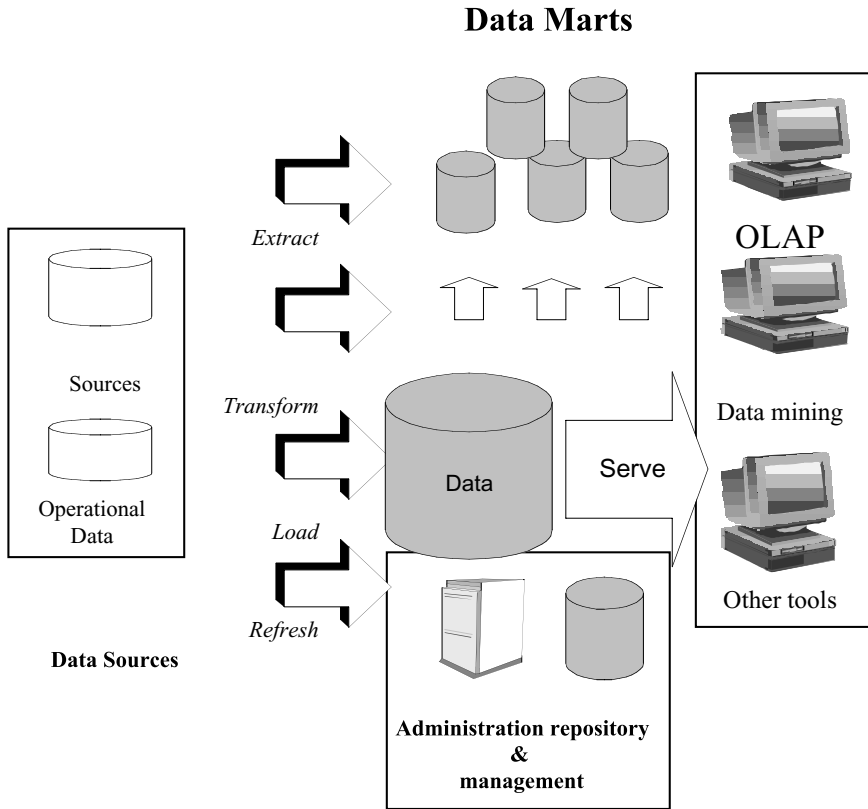 Data Marts
Extract
OLAP
Sources
Transform
Data mining
Data
Serve
Operational
Data
Load
Other tools
Refresh
Data Sources
Administration repository
&
management